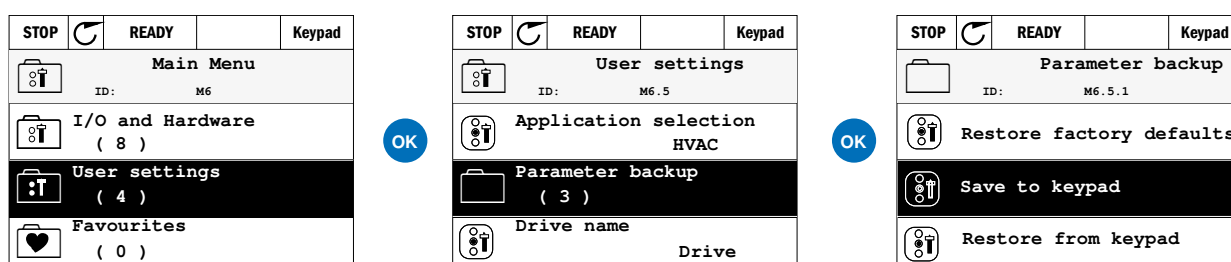 STOP READY Keypad
Main Menu
ID: M6
I/O and Hardware
( 8 )
User settings
( 4 )
Favourites
( 0 )
OK
STOP READY Keypad
User settings
ID: M6.5
Application selection
HVAC
Parameter backup
( 3 )
Drive name
Drive
OK
STOP READY Keypad
Parameter backup
ID: M6.5.1
Restore factory defaults
Save to keypad
Restore from keypad